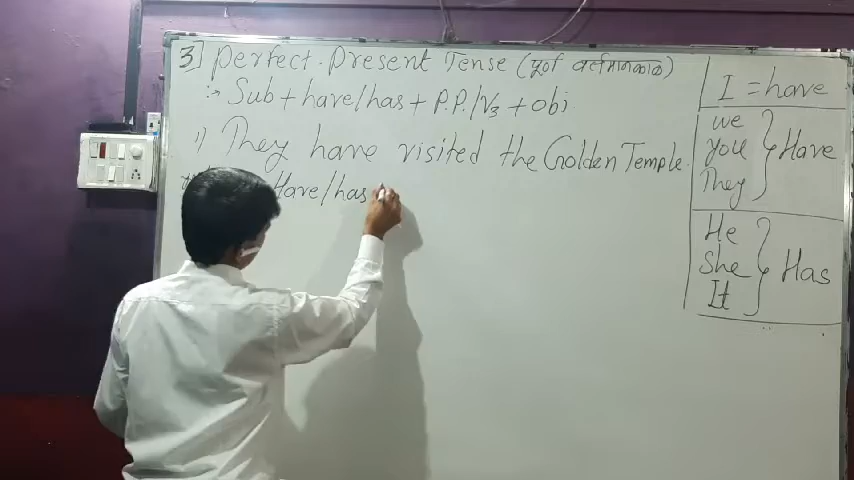 3] Perfect Present Tense (पूर्ण वर्तमानकाळ)
:→ Sub + have/has + P.P./V3 + obj
1) They have visited the Golden Temple.
Have/has
I = have
we
you } Have
They
He
She } Has
It